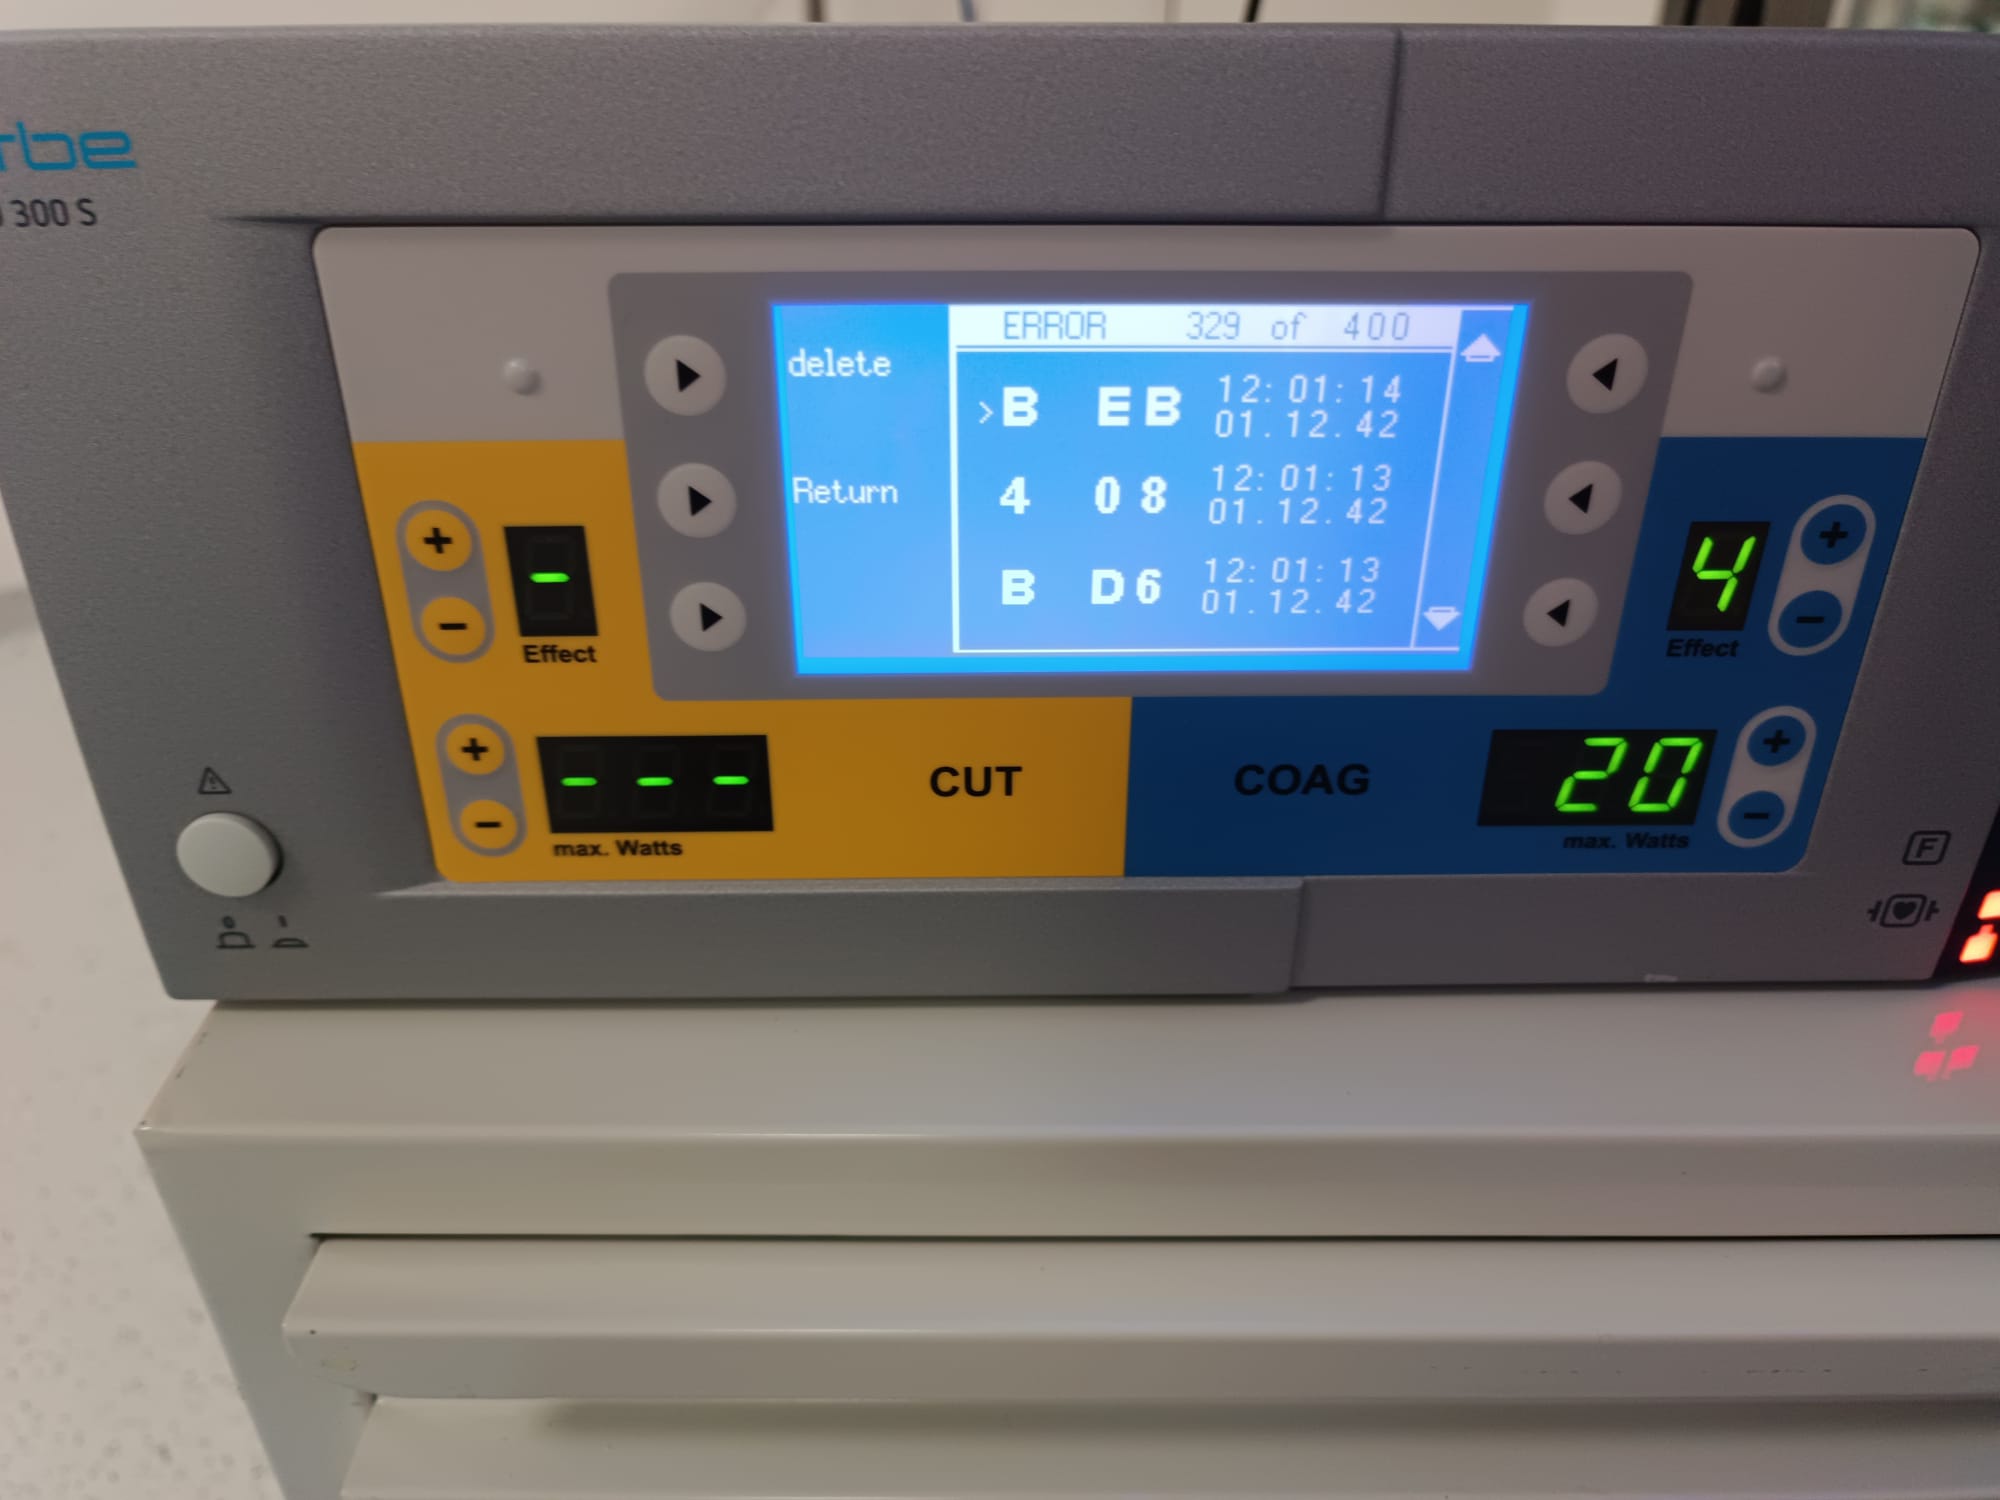 rbe
300 S
ERROR 329 of 400
delete
>B EB 12:01:14
01.12.42
Return
4 08 12:01:13
01.12.42
B D6 12:01:13
01.12.42
+
-
-
Effect
4
+
-
Effect
+
-
---
max. Watts
CUT
COAG
20
max. Watts
+
-
F